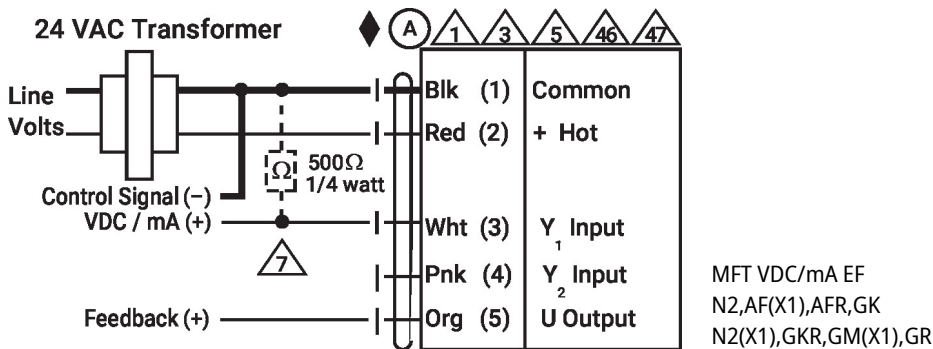 24 VAC Transformer
A 1 3 5 46 47
Line
Volts
Blk (1) Common
Red (2) + Hot
Ω 500Ω
1/4 watt
Control Signal (−)
VDC / mA (+)
Wht (3) Y1 Input
7
Pnk (4) Y2 Input
Feedback (+)
Org (5) U Output
MFT VDC/mA EF
N2,AF(X1),AFR,GK
N2(X1),GKR,GM(X1),GR